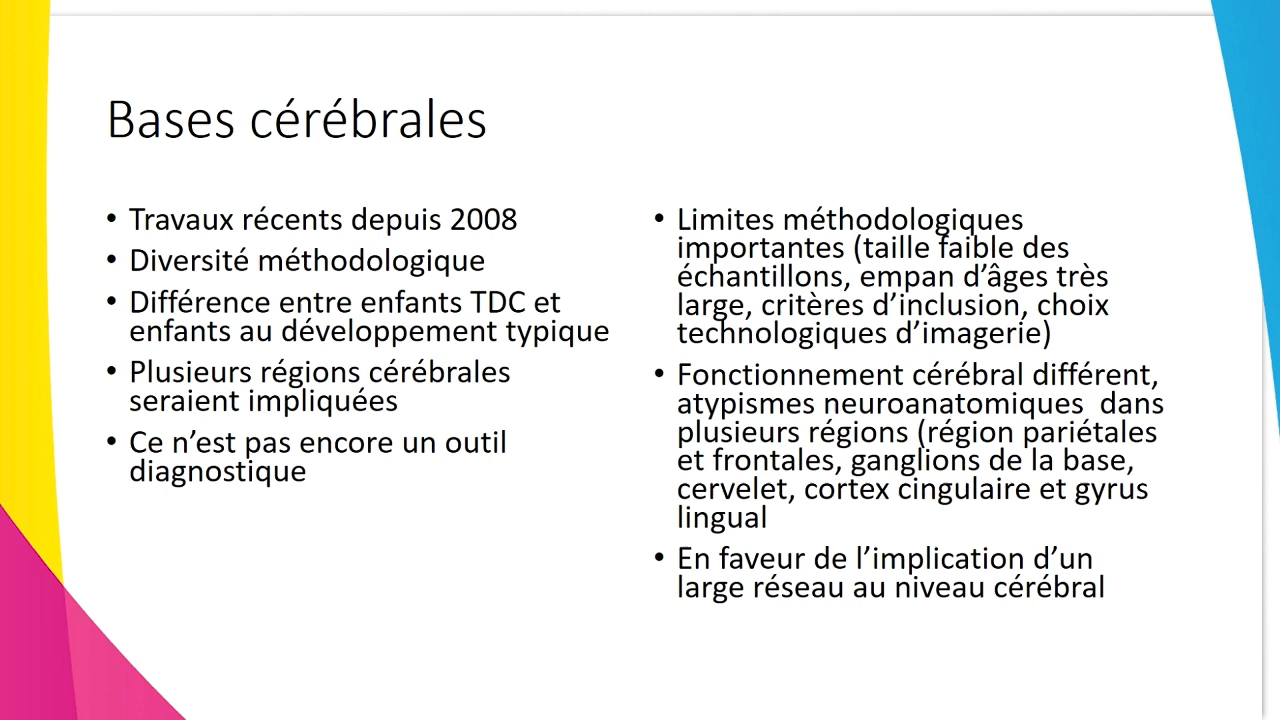 Bases cérébrales
• Travaux récents depuis 2008
• Diversité méthodologique
• Différence entre enfants TDC et
enfants au développement typique
• Plusieurs régions cérébrales
seraient impliquées
• Ce n’est pas encore un outil
diagnostique
• Limites méthodologiques
importantes (taille faible des
échantillons, empan d’âges très
large, critères d’inclusion, choix
technologiques d’imagerie)
• Fonctionnement cérébral différent,
atypismes neuroanatomiques  dans
plusieurs régions (région pariétales
et frontales, ganglions de la base,
cervelet, cortex cingulaire et gyrus
lingual
• En faveur de l’implication d’un
large réseau au niveau cérébral